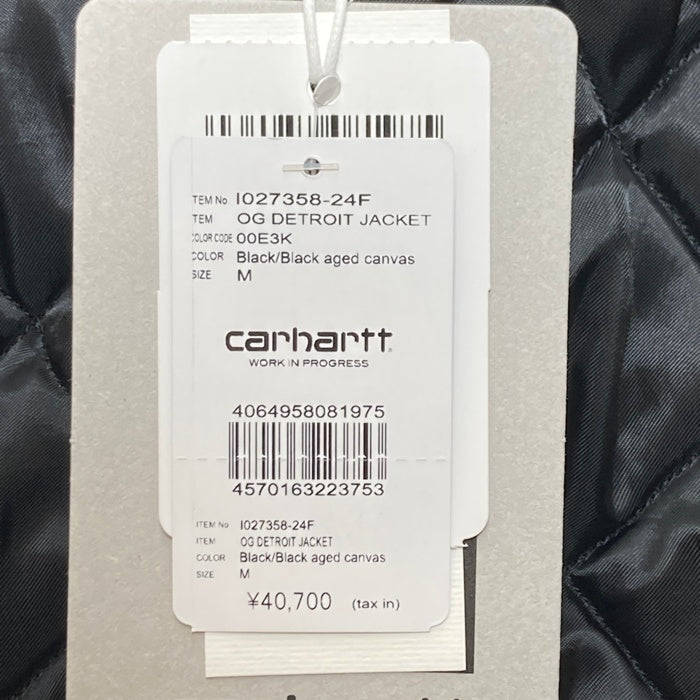 ITEM No I027358-24F
ITEM OG DETROIT JACKET
COLOR CODE 00E3K
COLOR Black/Black aged canvas
SIZE M
carhartt
WORK IN PROGRESS
4064958081975
4570163223753
ITEM No I027358-24F
ITEM OG DETROIT JACKET
COLOR Black/Black aged canvas
SIZE M
¥40,700 (tax in)